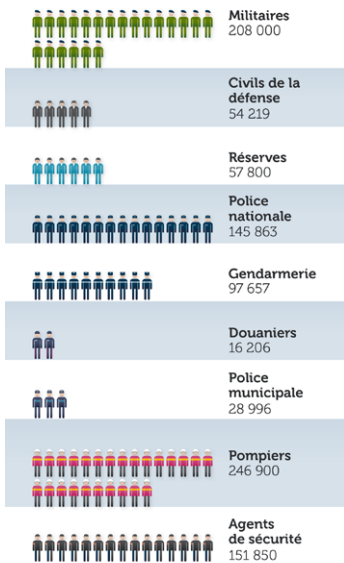 Militaires
208 000
Civils de la
défense
54 219
Réserves
57 800
Police
nationale
145 863
Gendarmerie
97 657
Douaniers
16 206
Police
municipale
28 996
Pompiers
246 900
Agents
de sécurité
151 850